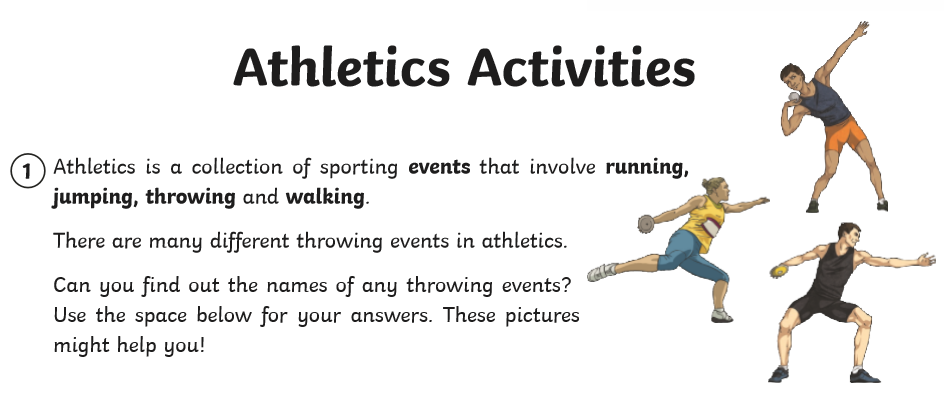 Athletics Activities
1 Athletics is a collection of sporting events that involve running,
jumping, throwing and walking.
There are many different throwing events in athletics.
Can you find out the names of any throwing events?
Use the space below for your answers. These pictures
might help you!